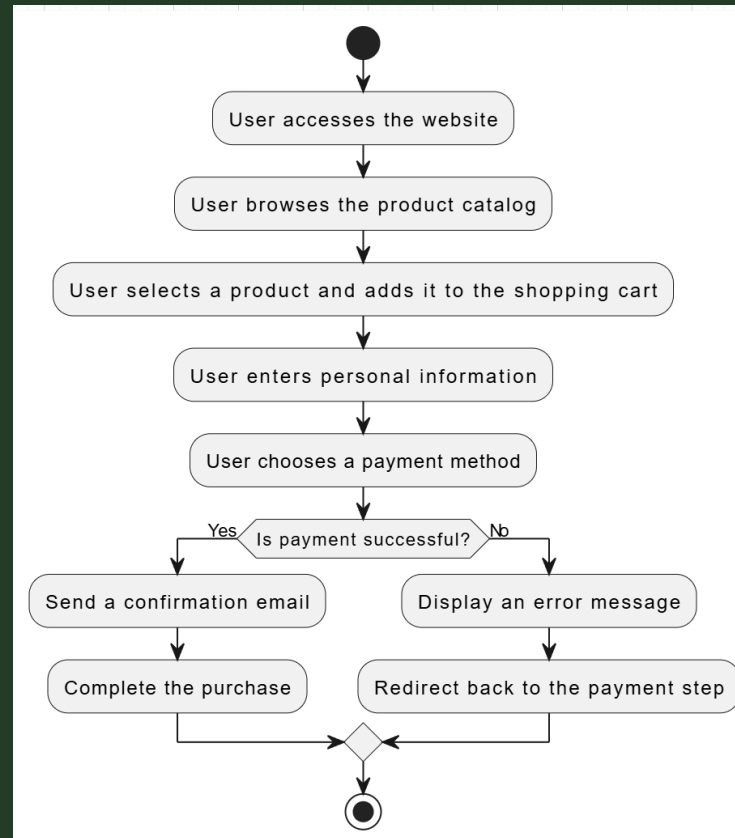 User accesses the website
User browses the product catalog
User selects a product and adds it to the shopping cart
User enters personal information
User chooses a payment method
Yes
Is payment successful?
No
Send a confirmation email
Display an error message
Complete the purchase
Redirect back to the payment step